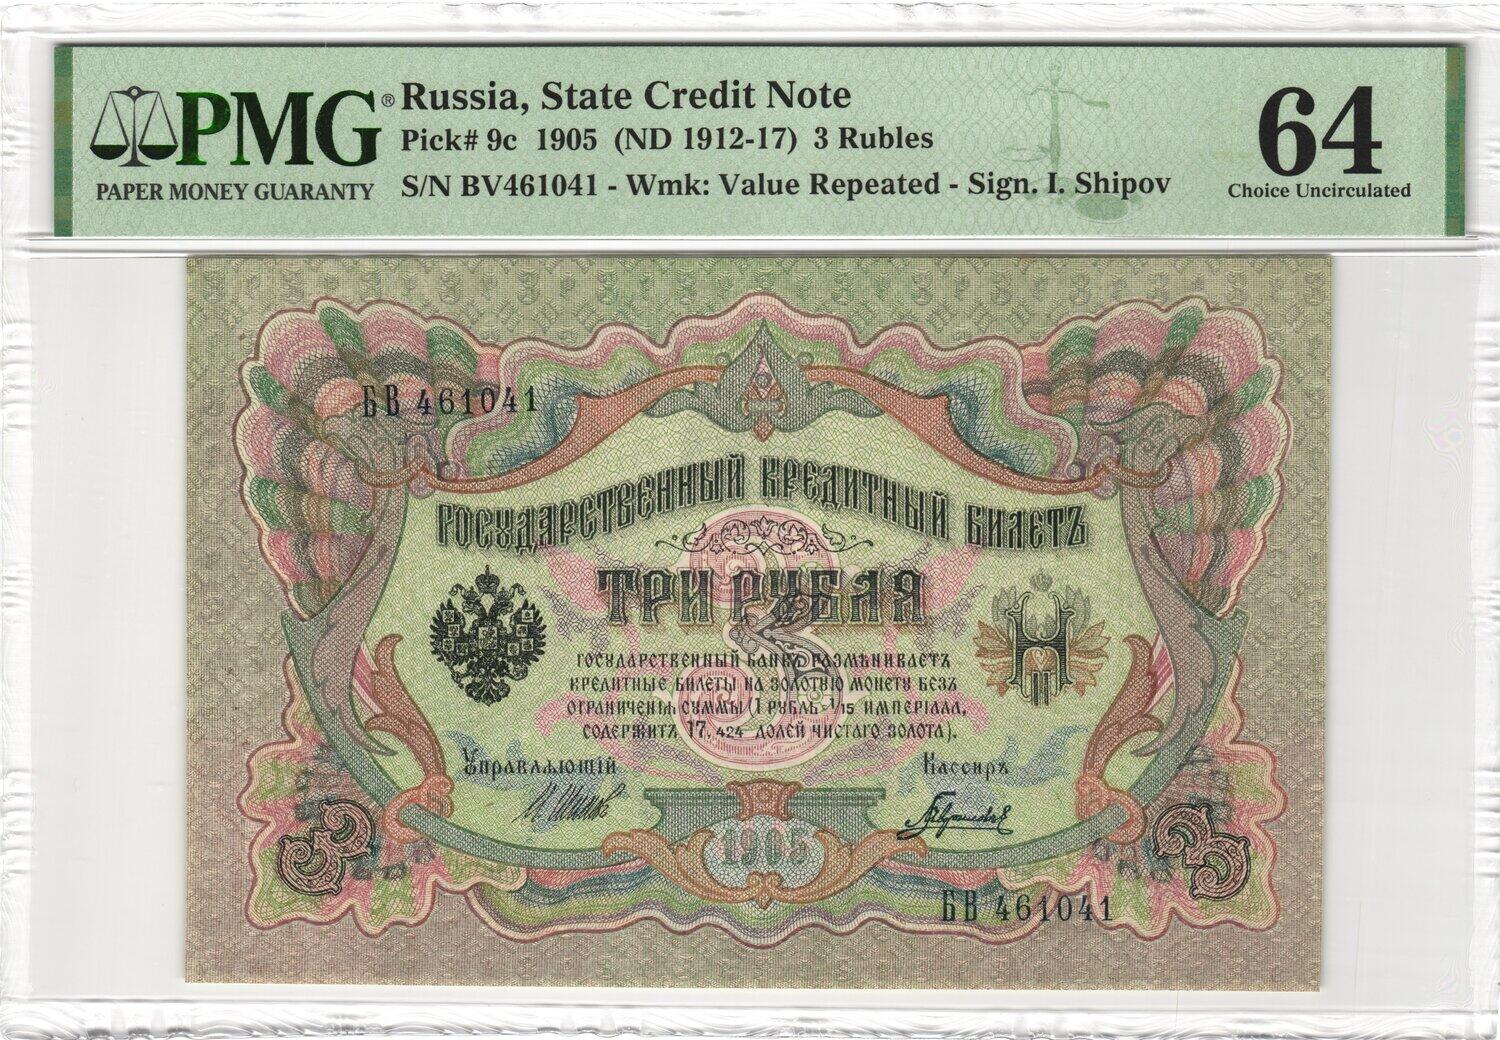 PMG®
PAPER MONEY GUARANTY
Russia, State Credit Note
Pick# 9c 1905 (ND 1912-17) 3 Rubles
S/N BV461041 - Wmk: Value Repeated - Sign. I. Shipov
64
Choice Uncirculated
БВ 461041
ГОСУДАРСТВЕННЫЙ КРЕДИТНЫЙ БИЛЕТЪ
ТРИ РУБЛЯ
3
Н
ГОСУДАРСТВЕННЫЙ БАНКЪ РАЗМѢНИВАЕТЪ
КРЕДИТНЫЕ БИЛЕТЫ НА ЗОЛОТУЮ МОНЕТУ БЕЗЪ
ОГРАНИЧЕНІЯ СУММЫ (1 РУБЛЬ = 1/15 ИМПЕРІАЛА,
СОДЕРЖИТЪ 17,424 ДОЛЕЙ ЧИСТАГО ЗОЛОТА).
Управляющій
Кассиръ
3
1905
3
БВ 461041